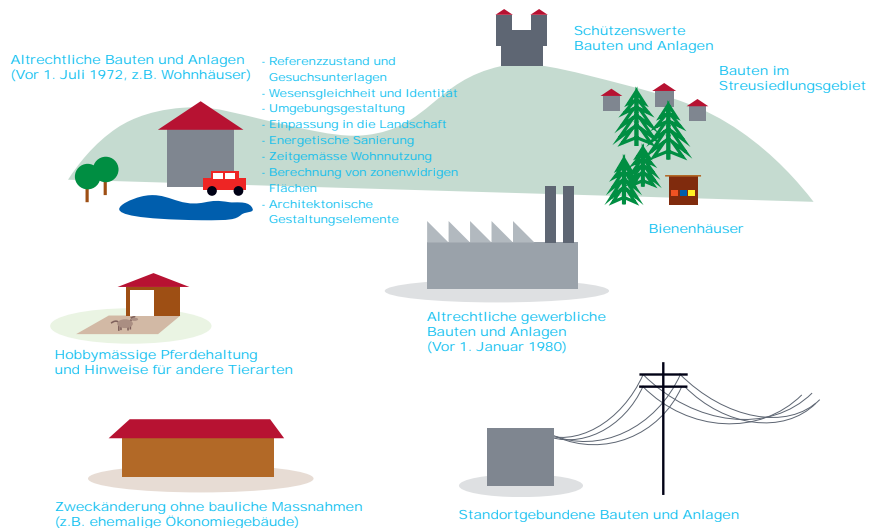 Altrechtliche Bauten und Anlagen
(Vor 1. Juli 1972, z.B. Wohnhäuser)
- Referenzzustand und
Gesuchsunterlagen
- Wesensgleichheit und Identität
- Umgebungsgestaltung
- Einpassung in die Landschaft
- Energetische Sanierung
- Zeitgemässe Wohnnutzung
- Berechnung von zonenwidrigen
Flächen
- Architektonische
Gestaltungselemente
Schützenswerte
Bauten und Anlagen
Bauten im
Streusiedlungsgebiet
Bienenhäuser
Altrechtliche gewerbliche
Bauten und Anlagen
(Vor 1. Januar 1980)
Hobbymässige Pferdehaltung
und Hinweise für andere Tierarten
Zweckänderung ohne bauliche Massnahmen
(z.B. ehemalige Ökonomiegebäude)
Standortgebundene Bauten und Anlagen